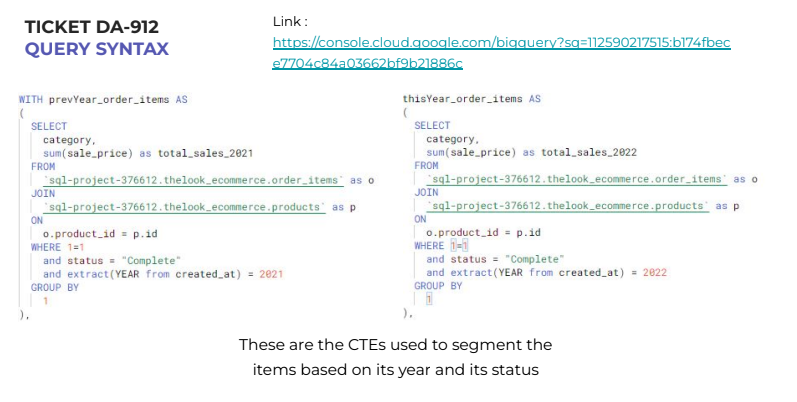 TICKET DA-912
QUERY SYNTAX
Link :
https://console.cloud.google.com/bigquery?sq=112590217515:b174fbec
e7704c84a03662bf9b21886c
WITH prevYear_order_items AS
(
SELECT
category,
sum(sale_price) as total_sales_2021
FROM
`sql-project-376612.thelook_ecommerce.order_items` as o
JOIN
`sql-project-376612.thelook_ecommerce.products` as p
ON
o.product_id = p.id
WHERE 1=1
and status = "Complete"
and extract(YEAR from created_at) = 2021
GROUP BY
1
),
thisYear_order_items AS
(
SELECT
category,
sum(sale_price) as total_sales_2022
FROM
`sql-project-376612.thelook_ecommerce.order_items` as o
JOIN
`sql-project-376612.thelook_ecommerce.products` as p
ON
o.product_id = p.id
WHERE 1=1
and status = "Complete"
and extract(YEAR from created_at) = 2022
GROUP BY
1
),
These are the CTEs used to segment the
items based on its year and its status